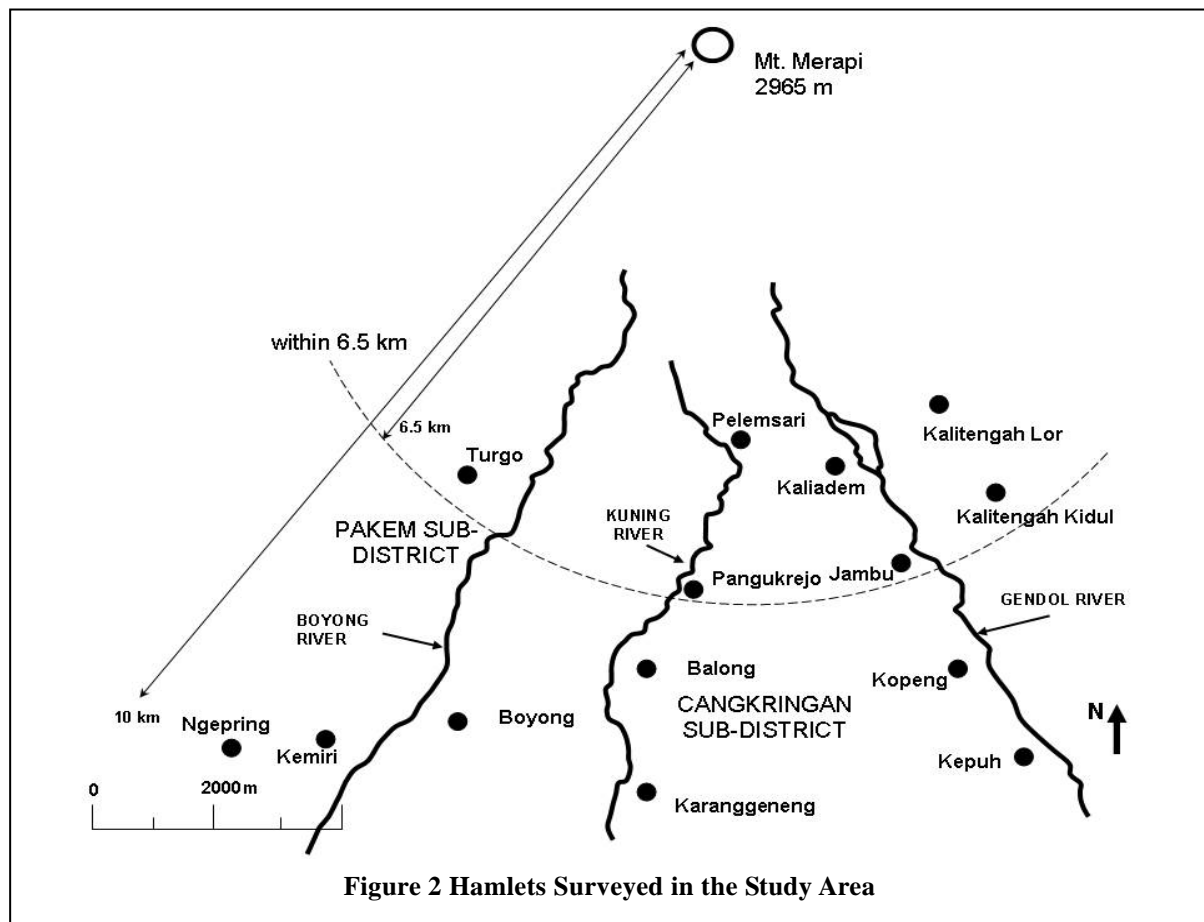 Mt. Merapi
2965 m
within 6.5 km
6.5 km
Turgo
Pelemsari
Kalitengah Lor
Kaliadem
Kalitengah Kidul
PAKEM SUB-
DISTRICT
KUNING
RIVER
Pangukrejo
Jambu
GENDOL RIVER
BOYONG
RIVER
Balong
Kopeng
CANGKRINGAN
SUB-DISTRICT
10 km
Ngepring
Kemiri
Boyong
N
Kepuh
0
2000m
Karanggeneng
Figure 2 Hamlets Surveyed in the Study Area